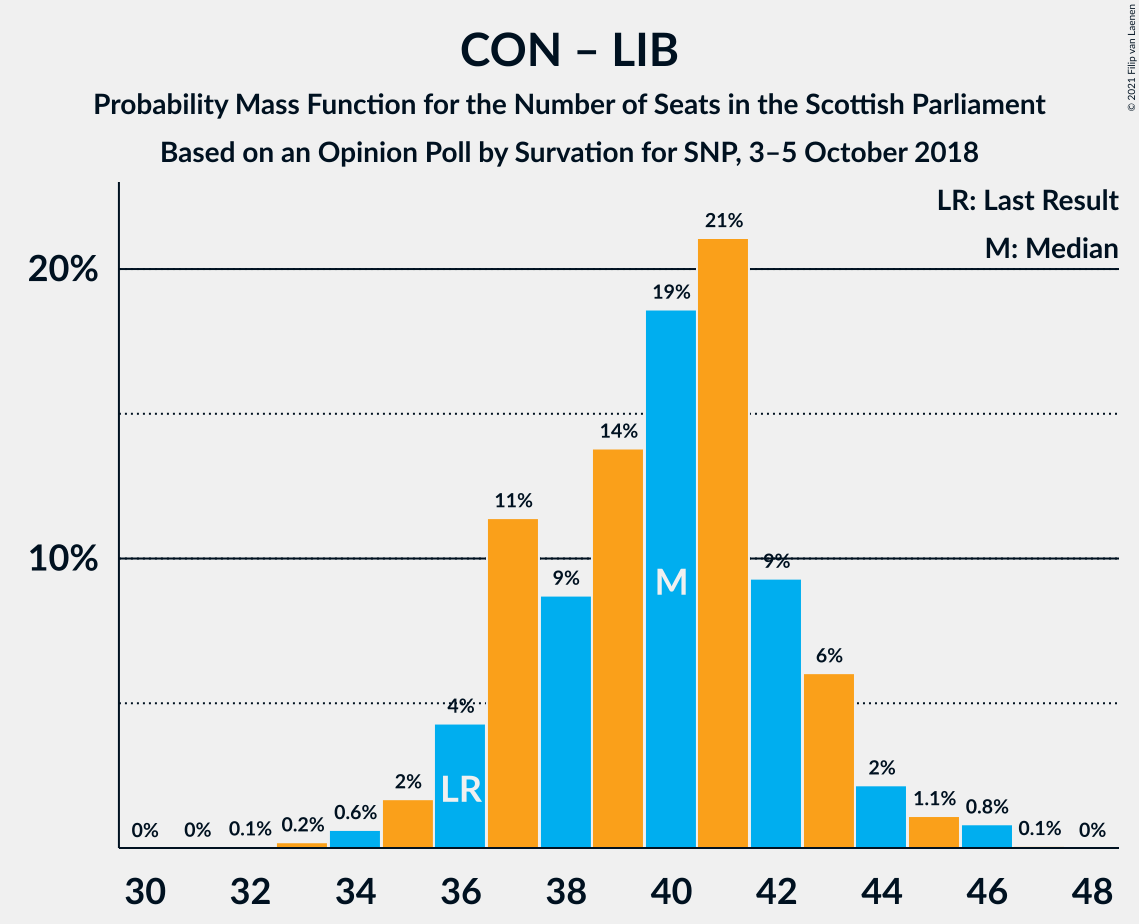 CON – LIB
Probability Mass Function for the Number of Seats in the Scottish Parliament
Based on an Opinion Poll by Survation for SNP, 3–5 October 2018
© 2021 Filip van Laenen
LR: Last Result
M: Median
20%
10%
0% 0% 0.1% 0.2% 0.6% 2% 4% 11% 9% 14% 19% 21% 9% 6% 2% 1.1% 0.8% 0.1% 0%
LR M
30 32 34 36 38 40 42 44 46 48